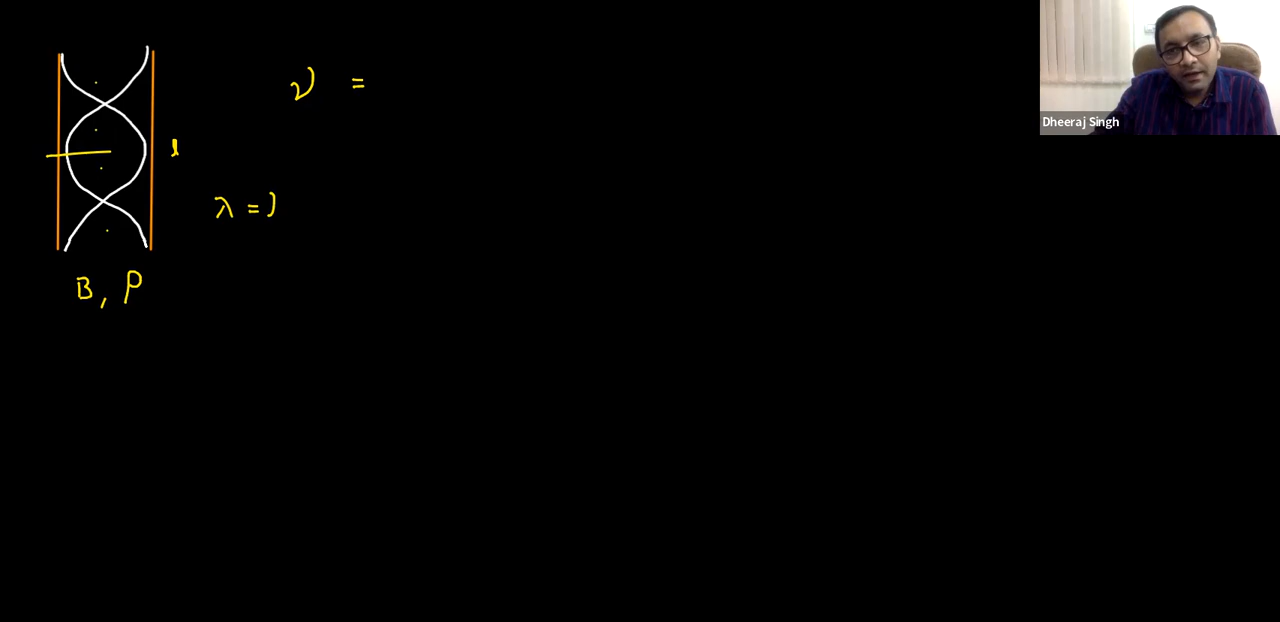 ν =
l
λ = l
B, ρ
Dheeraj Singh